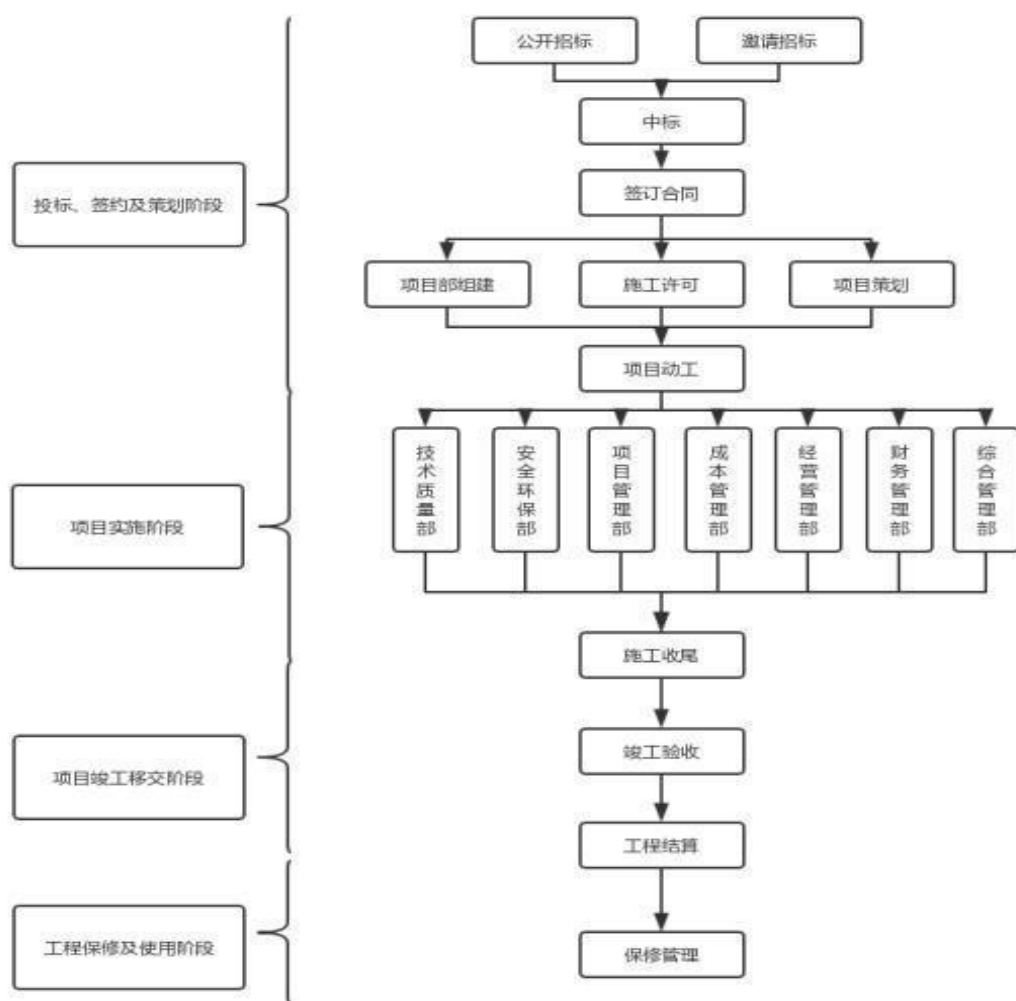 公开招标
邀请招标
中标
签订合同
投标、签约及策划阶段
项目部组建
施工许可
项目策划
项目动工
技术质量部
安全环保部
项目管理部
成本管理部
经营管理部
财务管理部
综合管理部
项目实施阶段
施工收尾
竣工验收
项目竣工移交阶段
工程结算
工程保修及使用阶段
保修管理